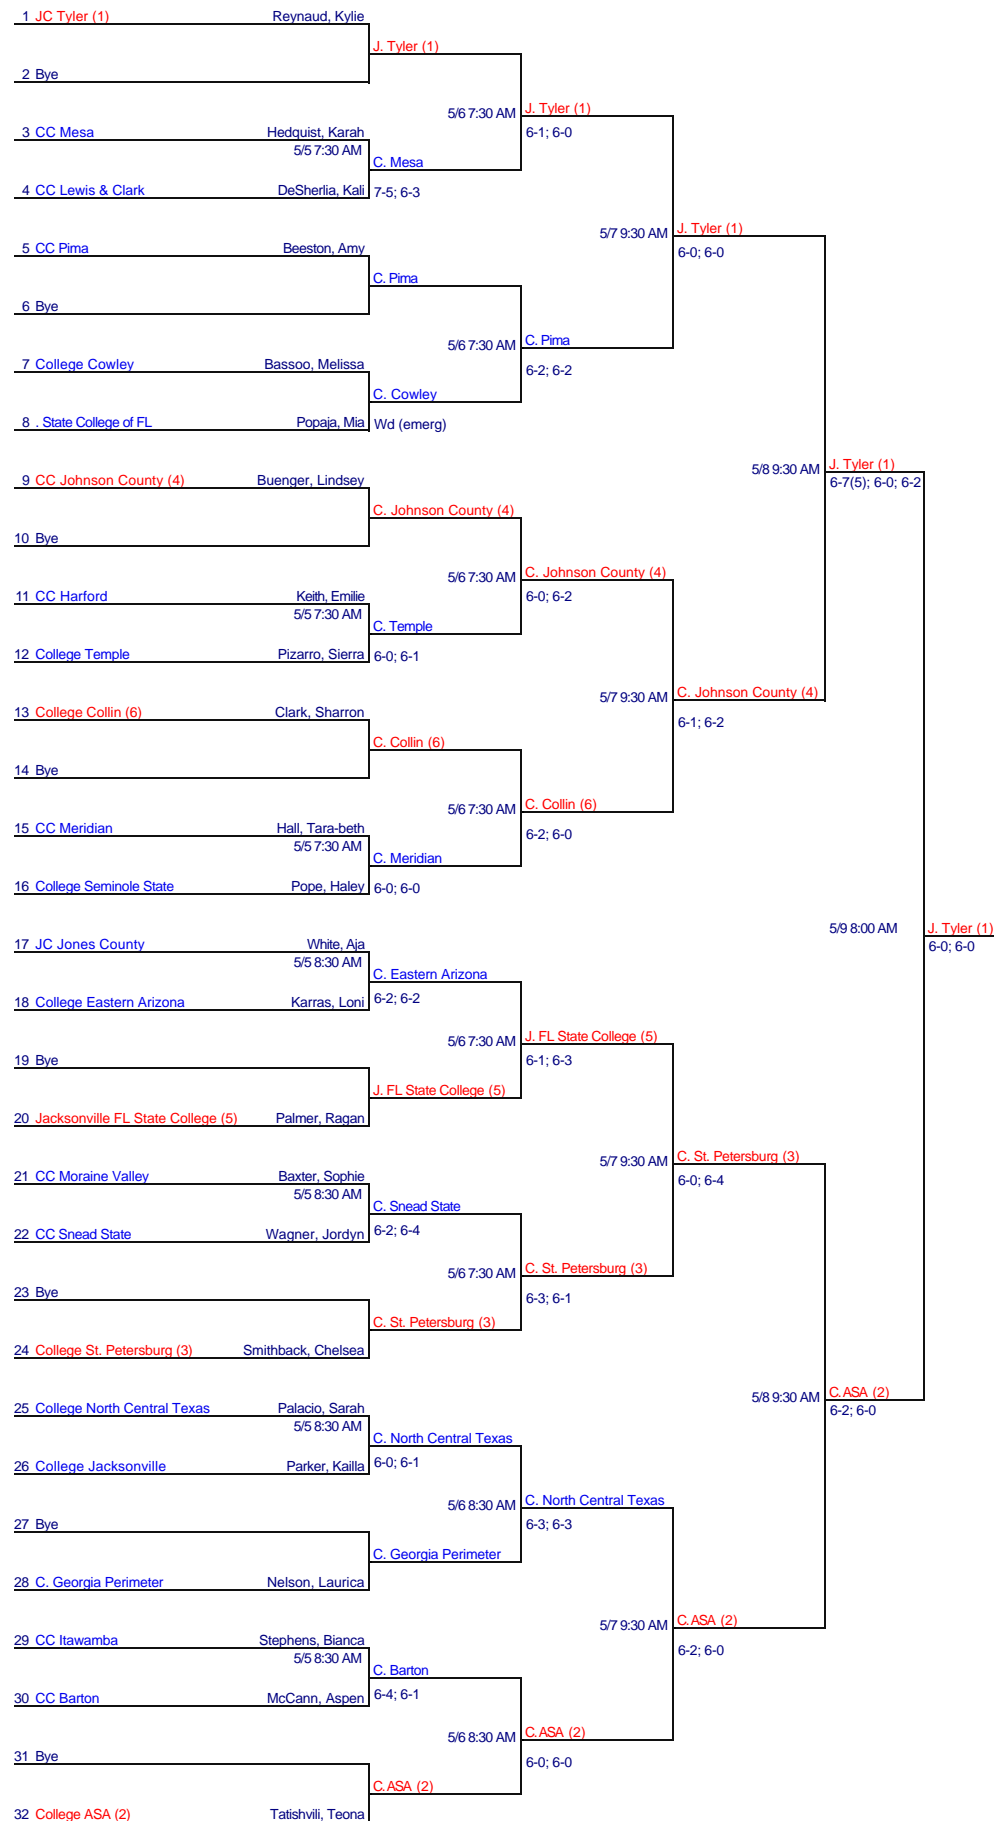 1 JC Tyler (1) Reynaud, Kylie
J. Tyler (1)
2 Bye
5/6 7:30 AM J. Tyler (1)
6-1; 6-0
3 CC Mesa Hedquist, Karah
5/5 7:30 AM
C. Mesa
4 CC Lewis & Clark DeSherlia, Kali 7-5; 6-3
5/7 9:30 AM J. Tyler (1)
6-0; 6-0
5 CC Pima Beeston, Amy
C. Pima
6 Bye
5/6 7:30 AM C. Pima
6-2; 6-2
7 College Cowley Bassoo, Melissa
C. Cowley
8 . State College of FL Popaja, Mia Wd (emerg)
5/8 9:30 AM J. Tyler (1)
6-7(5); 6-0; 6-2
9 CC Johnson County (4) Buenger, Lindsey
C. Johnson County (4)
10 Bye
5/6 7:30 AM C. Johnson County (4)
6-0; 6-2
11 CC Harford Keith, Emilie
5/5 7:30 AM
C. Temple
12 College Temple Pizarro, Sierra 6-0; 6-1
5/7 9:30 AM C. Johnson County (4)
6-1; 6-2
13 College Collin (6) Clark, Sharron
C. Collin (6)
14 Bye
5/6 7:30 AM C. Collin (6)
6-2; 6-0
15 CC Meridian Hall, Tara-beth
5/5 7:30 AM
C. Meridian
16 College Seminole State Pope, Haley 6-0; 6-0
5/9 8:00 AM J. Tyler (1)
6-0; 6-0
17 JC Jones County White, Aja
5/5 8:30 AM
C. Eastern Arizona
18 College Eastern Arizona Karras, Loni 6-2; 6-2
5/6 7:30 AM J. FL State College (5)
6-1; 6-3
19 Bye
J. FL State College (5)
20 Jacksonville FL State College (5) Palmer, Ragan
5/7 9:30 AM C. St. Petersburg (3)
6-0; 6-4
21 CC Moraine Valley Baxter, Sophie
5/5 8:30 AM
C. Snead State
22 CC Snead State Wagner, Jordyn 6-2; 6-4
5/6 7:30 AM C. St. Petersburg (3)
6-3; 6-1
23 Bye
C. St. Petersburg (3)
24 College St. Petersburg (3) Smithback, Chelsea
5/8 9:30 AM C. ASA (2)
6-2; 6-0
25 College North Central Texas Palacio, Sarah
5/5 8:30 AM
C. North Central Texas
26 College Jacksonville Parker, Kailla 6-0; 6-1
5/6 8:30 AM C. North Central Texas
6-3; 6-3
27 Bye
C. Georgia Perimeter
28 C. Georgia Perimeter Nelson, Laurica
5/7 9:30 AM C. ASA (2)
6-2; 6-0
29 CC Itawamba Stephens, Bianca
5/5 8:30 AM
C. Barton
30 CC Barton McCann, Aspen 6-4; 6-1
5/6 8:30 AM C. ASA (2)
6-0; 6-0
31 Bye
C. ASA (2)
32 College ASA (2) Tatishvili, Teona